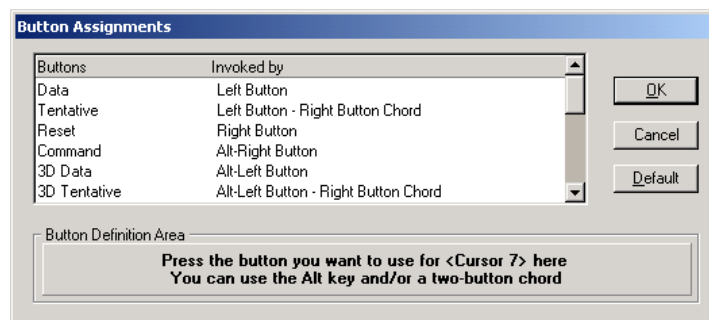 Button Assignments
Buttons Invoked by
Data Left Button
Tentative Left Button - Right Button Chord
Reset Right Button
Command Alt-Right Button
3D Data Alt-Left Button
3D Tentative Alt-Left Button - Right Button Chord
OK
Cancel
Default
Button Definition Area
Press the button you want to use for <Cursor 7> here
You can use the Alt key and/or a two-button chord